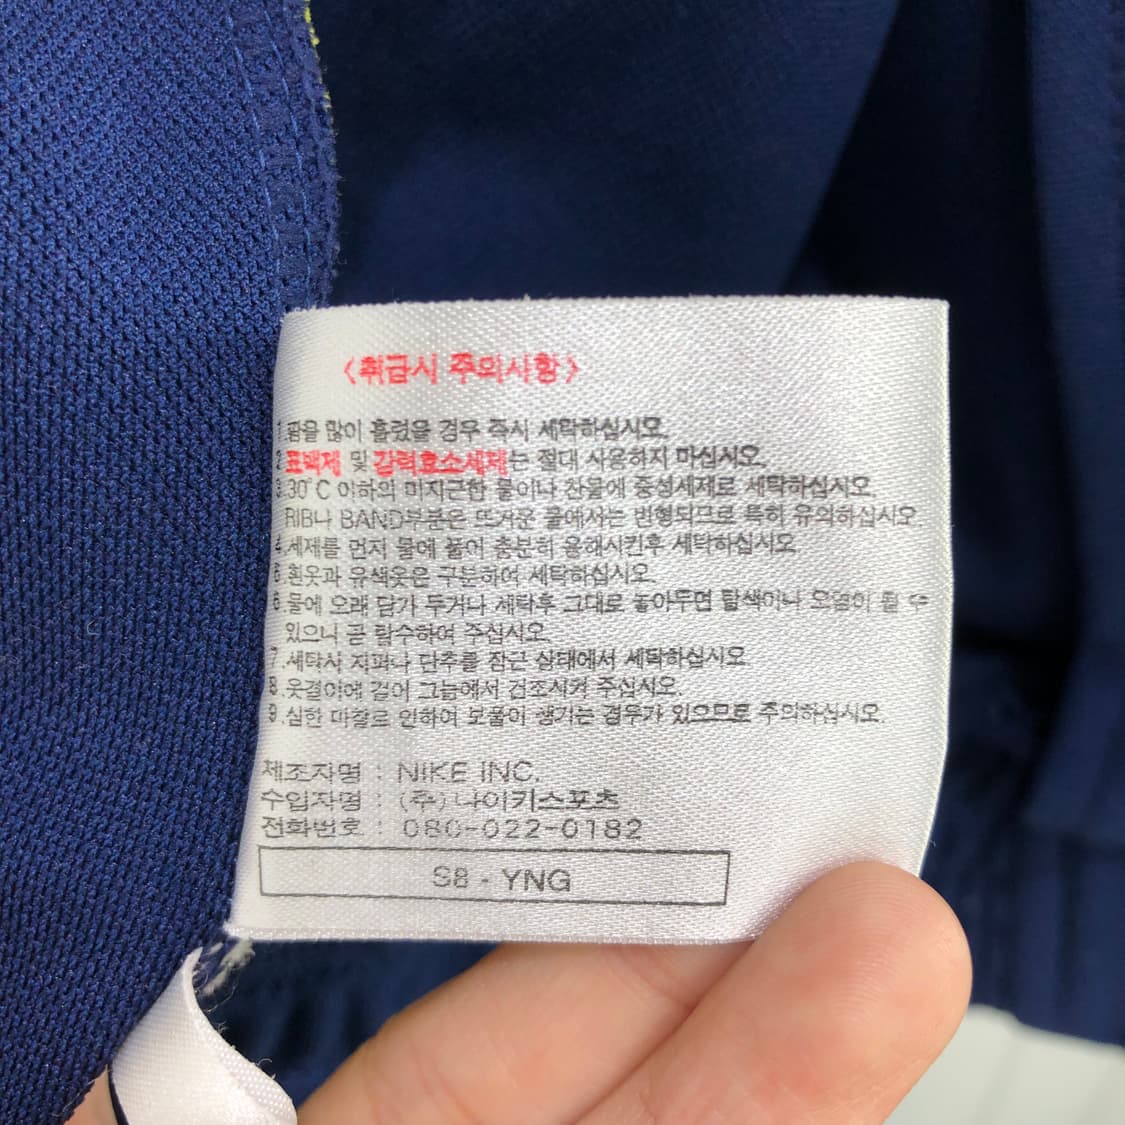 <취급시 주의사항>
1.땀을 많이 흘렸을 경우 즉시 세탁하십시오.
2.표백제 및 강력효소세제는 절대 사용하지 마십시오.
3.30°C 이하의 미지근한 물이나 찬물에 중성세제로 세탁하십시오.
RIB나 BAND부분은 뜨거운 물에서는 변형되므로 특히 유의하십시오.
4.세제를 먼저 물에 풀어 충분히 용해시킨후 세탁하십시오.
5.흰옷과 유색옷은 구분하여 세탁하십시오.
6.물에 오래 담가 두거나 세탁후 그대로 놓아두면 탈색이나 오염이 될 수
있으니 곧 탈수하여 주십시오.
7.세탁시 지퍼나 단추를 잠근 상태에서 세탁하십시오.
8.옷걸이에 걸어 그늘에서 건조시켜 주십시오.
9.심한 마찰로 인하여 보풀이 생기는 경우가 있으므로 주의하십시오.
제조자명 : NIKE INC.
수입자명 : (주)나이키스포츠
전화번호 : 080-022-0182
S8 - YNG